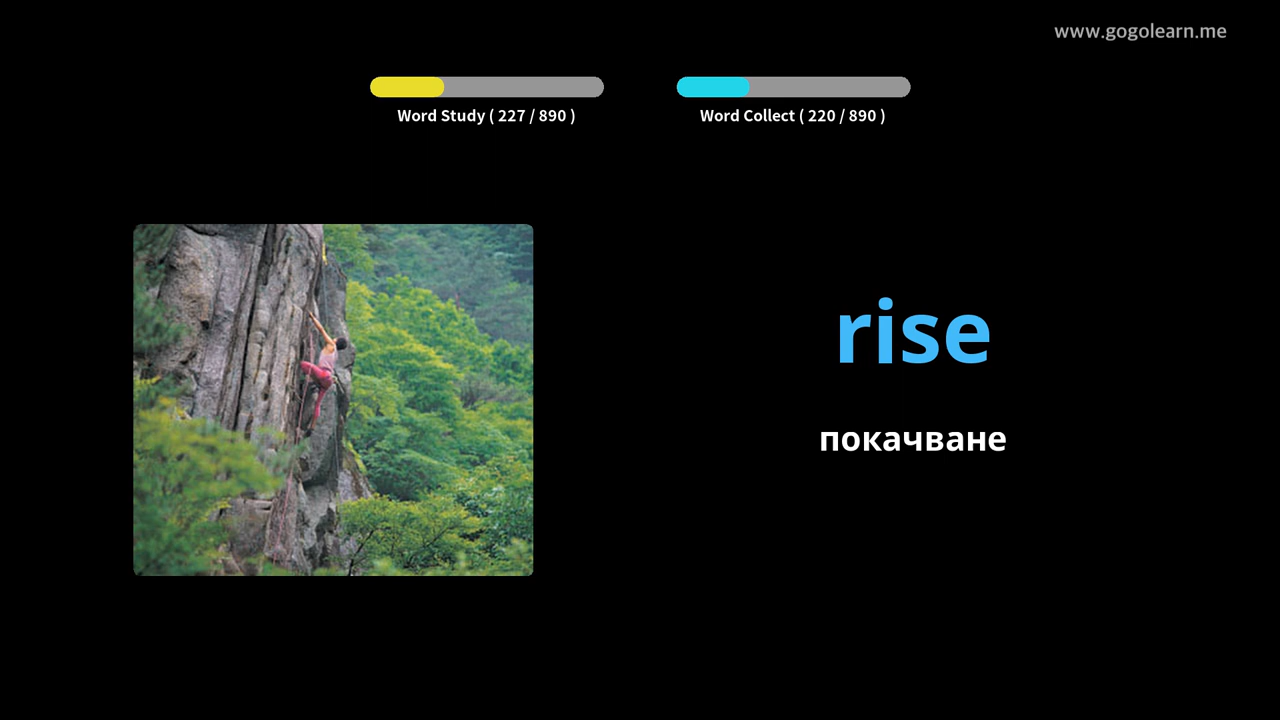 www.gogolearn.me
Word Study ( 227 / 890 )
Word Collect ( 220 / 890 )
rise
покачване